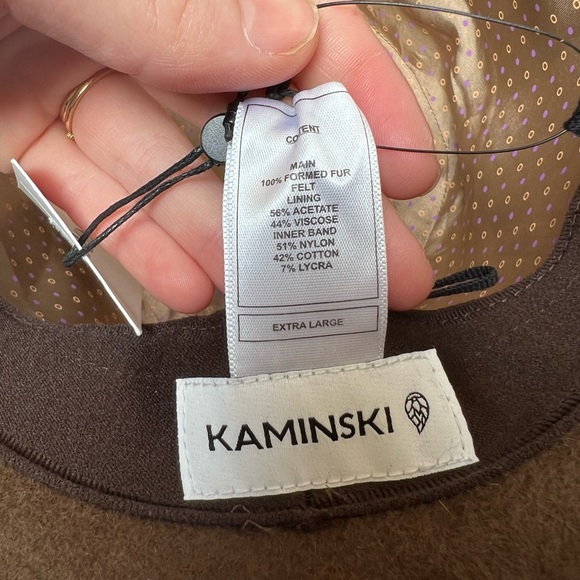 CONTENT
MAIN
100% FORMED FUR
FELT
LINING
56% ACETATE
44% VISCOSE
INNER BAND
51% NYLON
42% COTTON
7% LYCRA
EXTRA LARGE
KAMINSKI